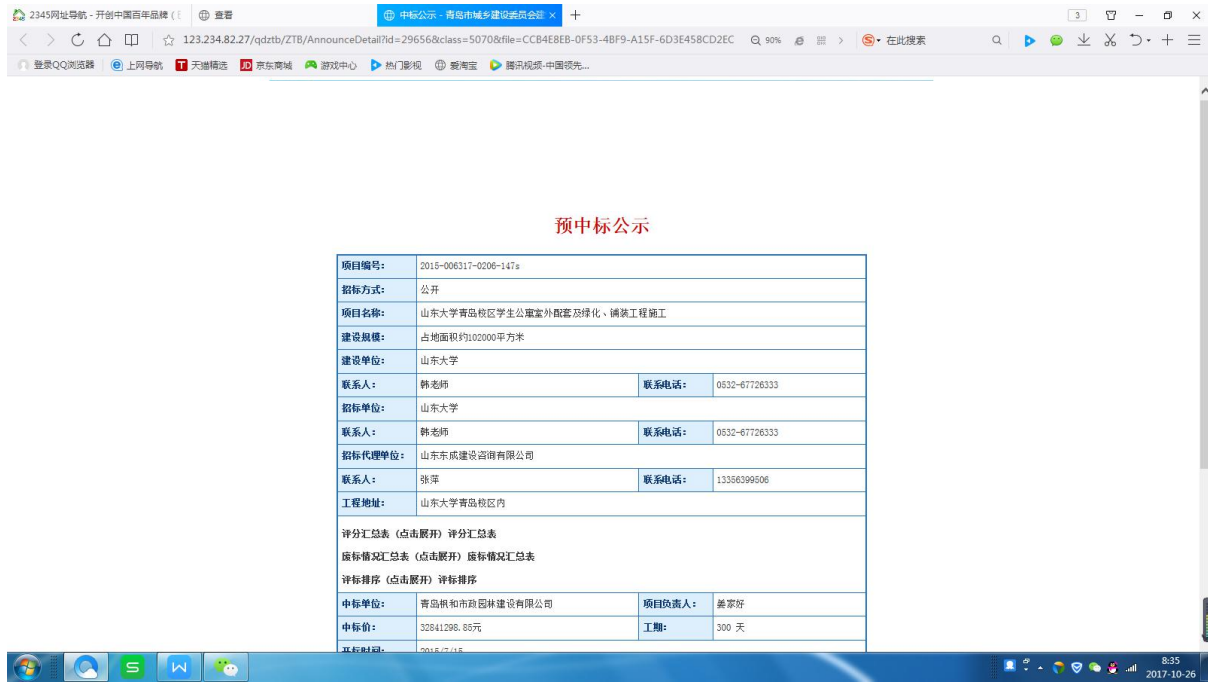 2345网址导航 - 开创中国百年品牌 (
查看
中标公示 - 青岛市城乡建设委员会建
3
123.234.82.27/qdztb/ZTB/AnnounceDetail?id=29656&class=5070&file=CCB4E8EB-0F53-4BF9-A15F-6D3E458CD2EC
90%
在此搜索
登录QQ浏览器
上网导航
天猫精选
京东商城
游戏中心
热门影视
爱淘宝
腾讯视频-中国领先...
预中标公示
项目编号: 2015-006317-0206-147s
招标方式: 公开
项目名称: 山东大学青岛校区学生公寓室外配套及绿化、铺装工程施工
建设规模: 占地面积约102000平方米
建设单位: 山东大学
联系人: 韩老师 联系电话: 0532-67726333
招标单位: 山东大学
联系人: 韩老师 联系电话: 0532-67726333
招标代理单位: 山东东成建设咨询有限公司
联系人: 张萍 联系电话: 13356399506
工程地址: 山东大学青岛校区内
评分汇总表 (点击展开) 评分汇总表
废标情况汇总表 (点击展开) 废标情况汇总表
评标排序 (点击展开) 评标排序
中标单位: 青岛枫和市政园林建设有限公司 项目负责人: 姜家好
中标价: 32841298.85元 工期: 300 天
开标时间: 2015/7/15
8:35
2017-10-26